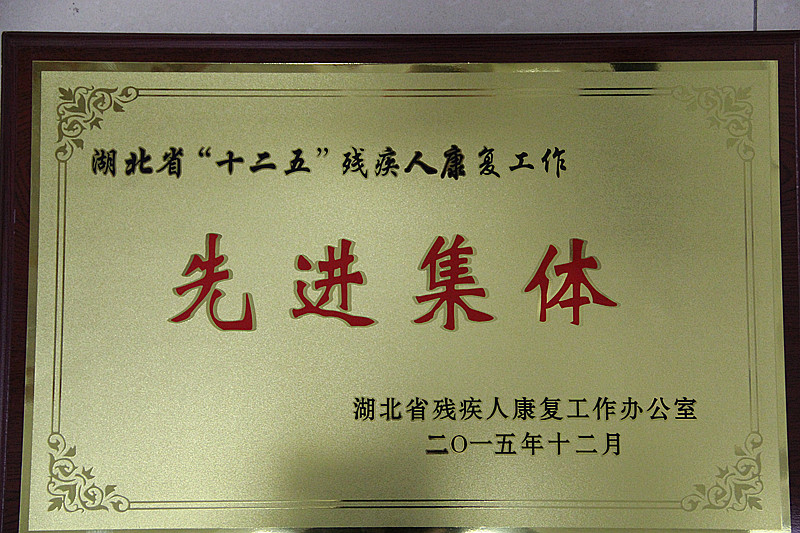 湖北省“十二五”残疾人康复工作
先进集体
湖北省残疾人康复工作办公室
二〇一五年十二月